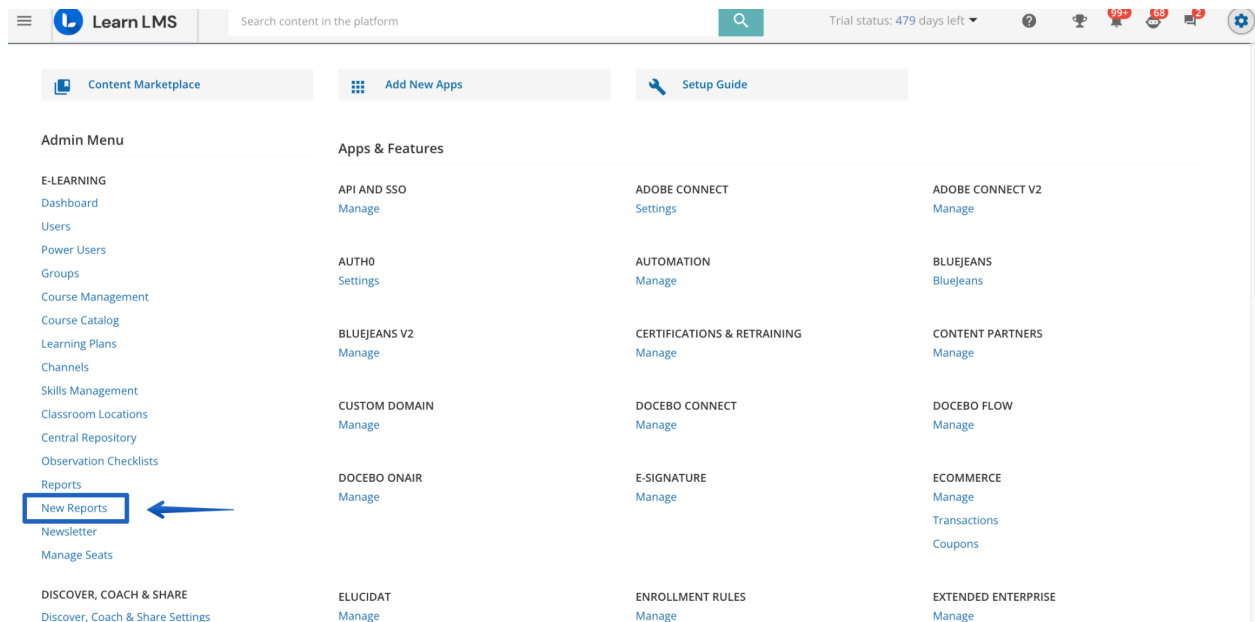 Learn LMS
Search content in the platform
Trial status: 479 days left
99+
68
2
Content Marketplace
Add New Apps
Setup Guide
Admin Menu
E-LEARNING
Dashboard
Users
Power Users
Groups
Course Management
Course Catalog
Learning Plans
Channels
Skills Management
Classroom Locations
Central Repository
Observation Checklists
Reports
New Reports
Newsletter
Manage Seats
DISCOVER, COACH & SHARE
Discover, Coach & Share Settings
Apps & Features
API AND SSO
Manage
ADOBE CONNECT
Settings
ADOBE CONNECT V2
Manage
AUTH0
Settings
AUTOMATION
Manage
BLUEJEANS
BlueJeans
BLUEJEANS V2
Manage
CERTIFICATIONS & RETRAINING
Manage
CONTENT PARTNERS
Manage
CUSTOM DOMAIN
Manage
DOCEBO CONNECT
Manage
DOCEBO FLOW
Manage
DOCEBO ONAIR
Manage
E-SIGNATURE
Manage
ECOMMERCE
Manage
Transactions
Coupons
ELUCIDAT
Manage
ENROLLMENT RULES
Manage
EXTENDED ENTERPRISE
Manage